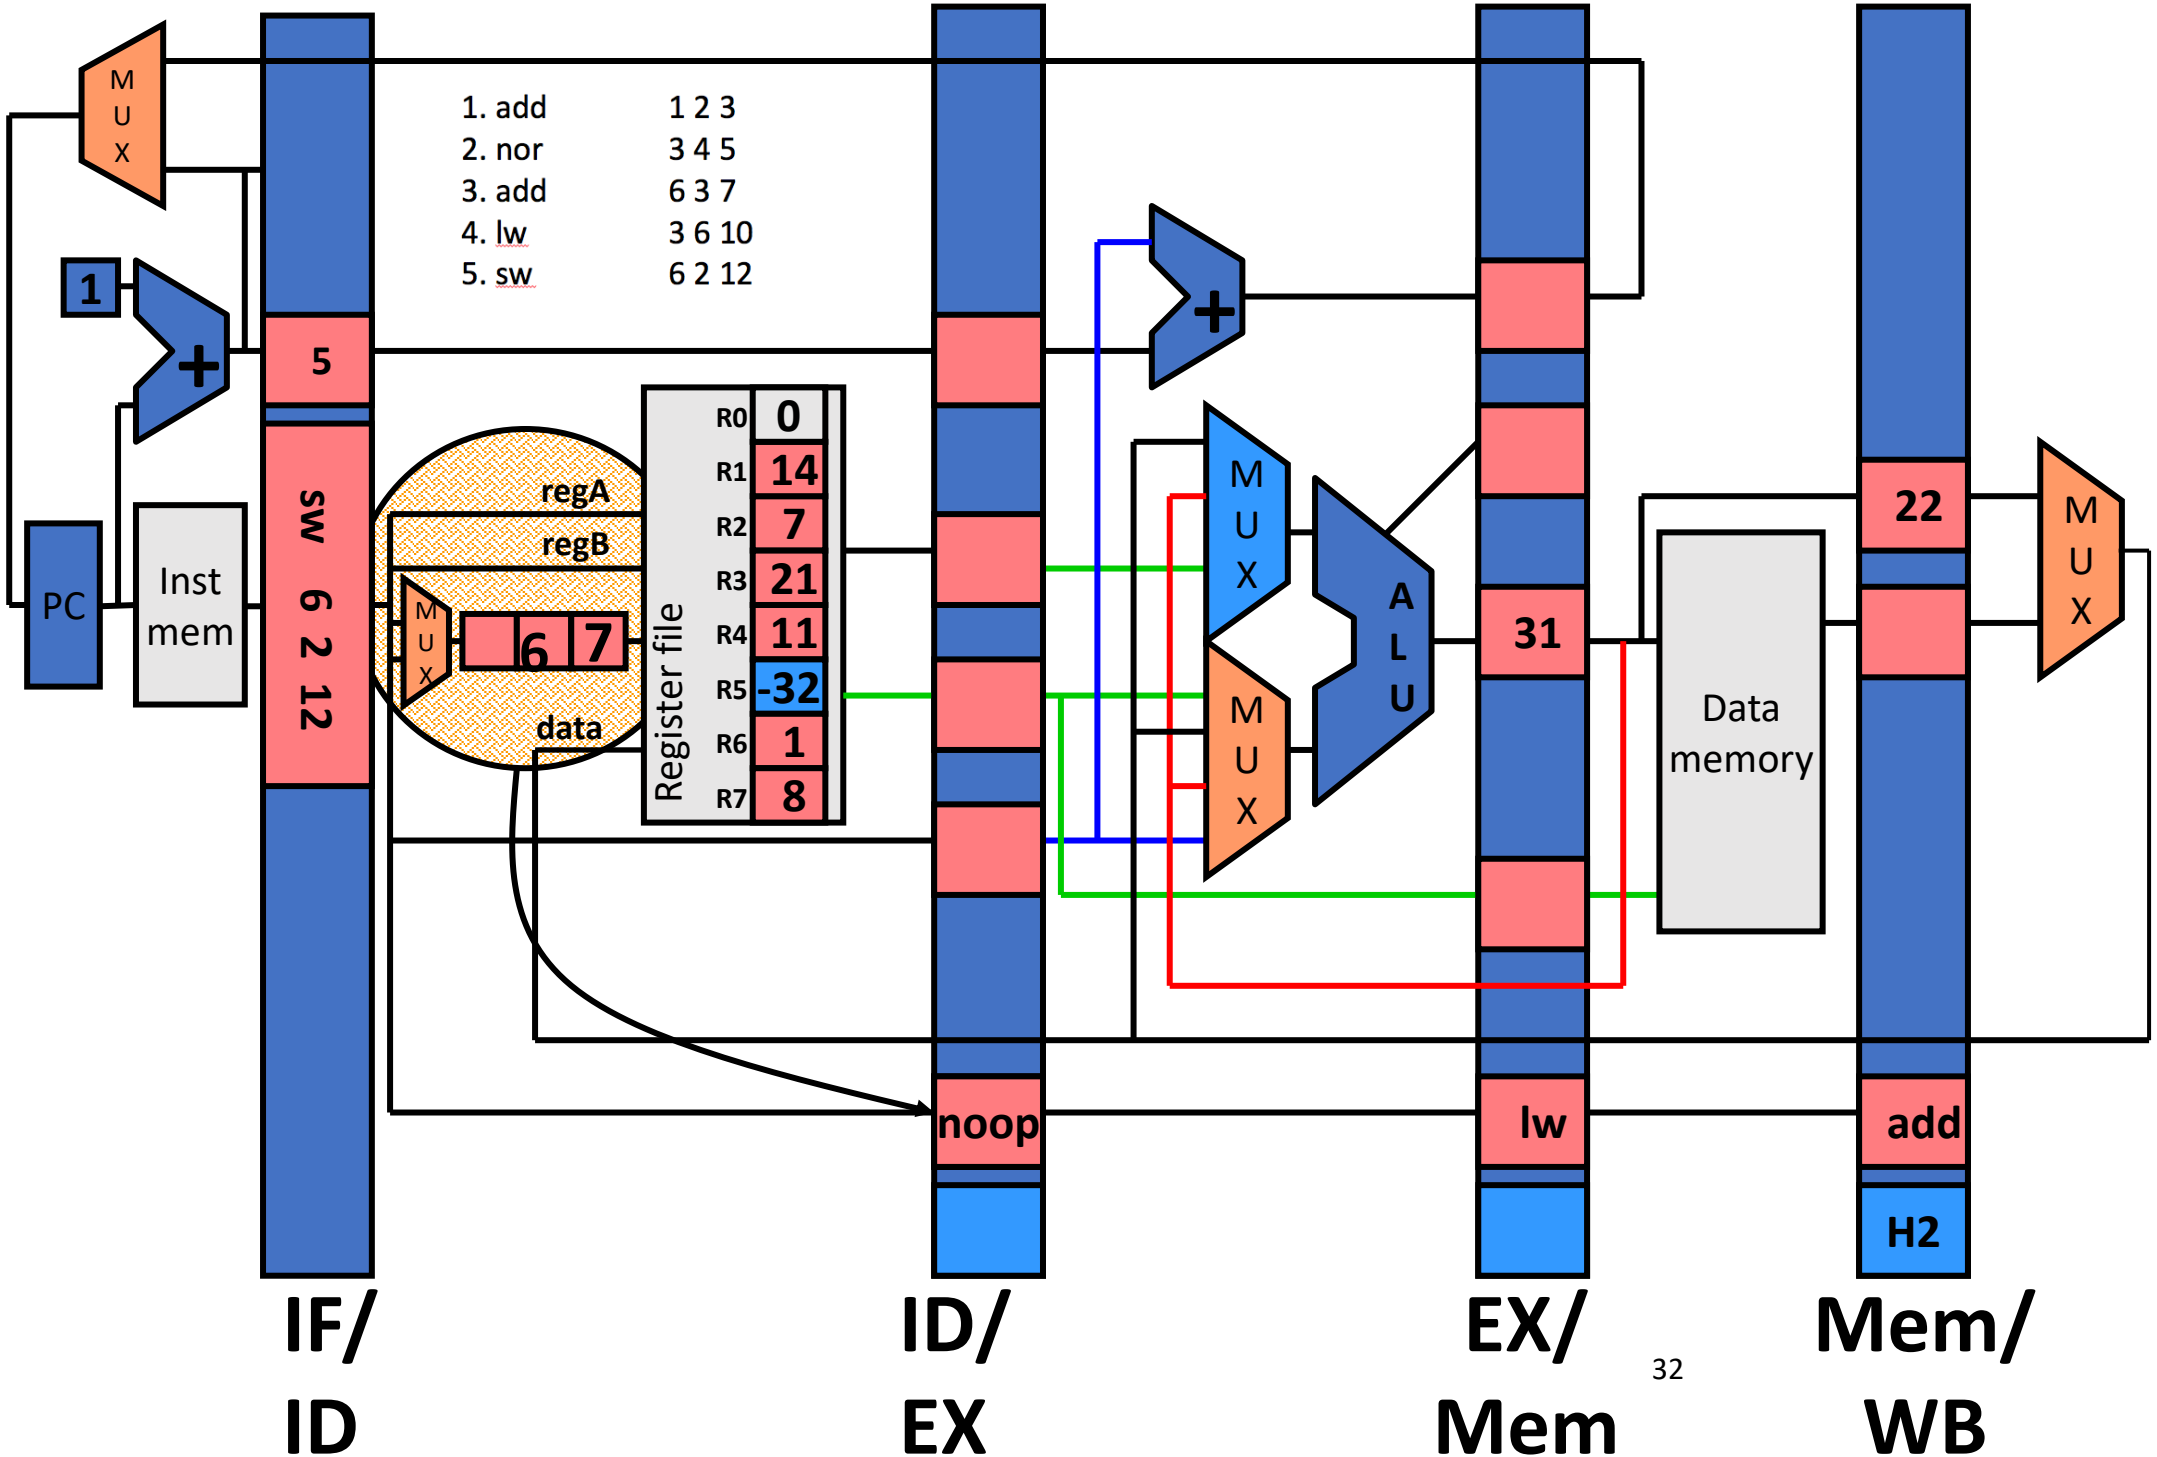 M
U
X
1. add 1 2 3
2. nor 3 4 5
3. add 6 3 7
4. lw 3 6 10
5. sw 6 2 12
1
+
+
5
R0 0
R1 14
R2 7
R3 21
R4 11
R5 -32
R6 1
R7 8
Register file
regA
regB
M
U
X
6 7
data
sw 6 2 12
PC
Inst
mem
M
U
X
M
U
X
A
L
U
31
22
Data
memory
M
U
X
noop
lw
add
H2
IF/
ID
ID/
EX
EX/
Mem
32
Mem/
WB